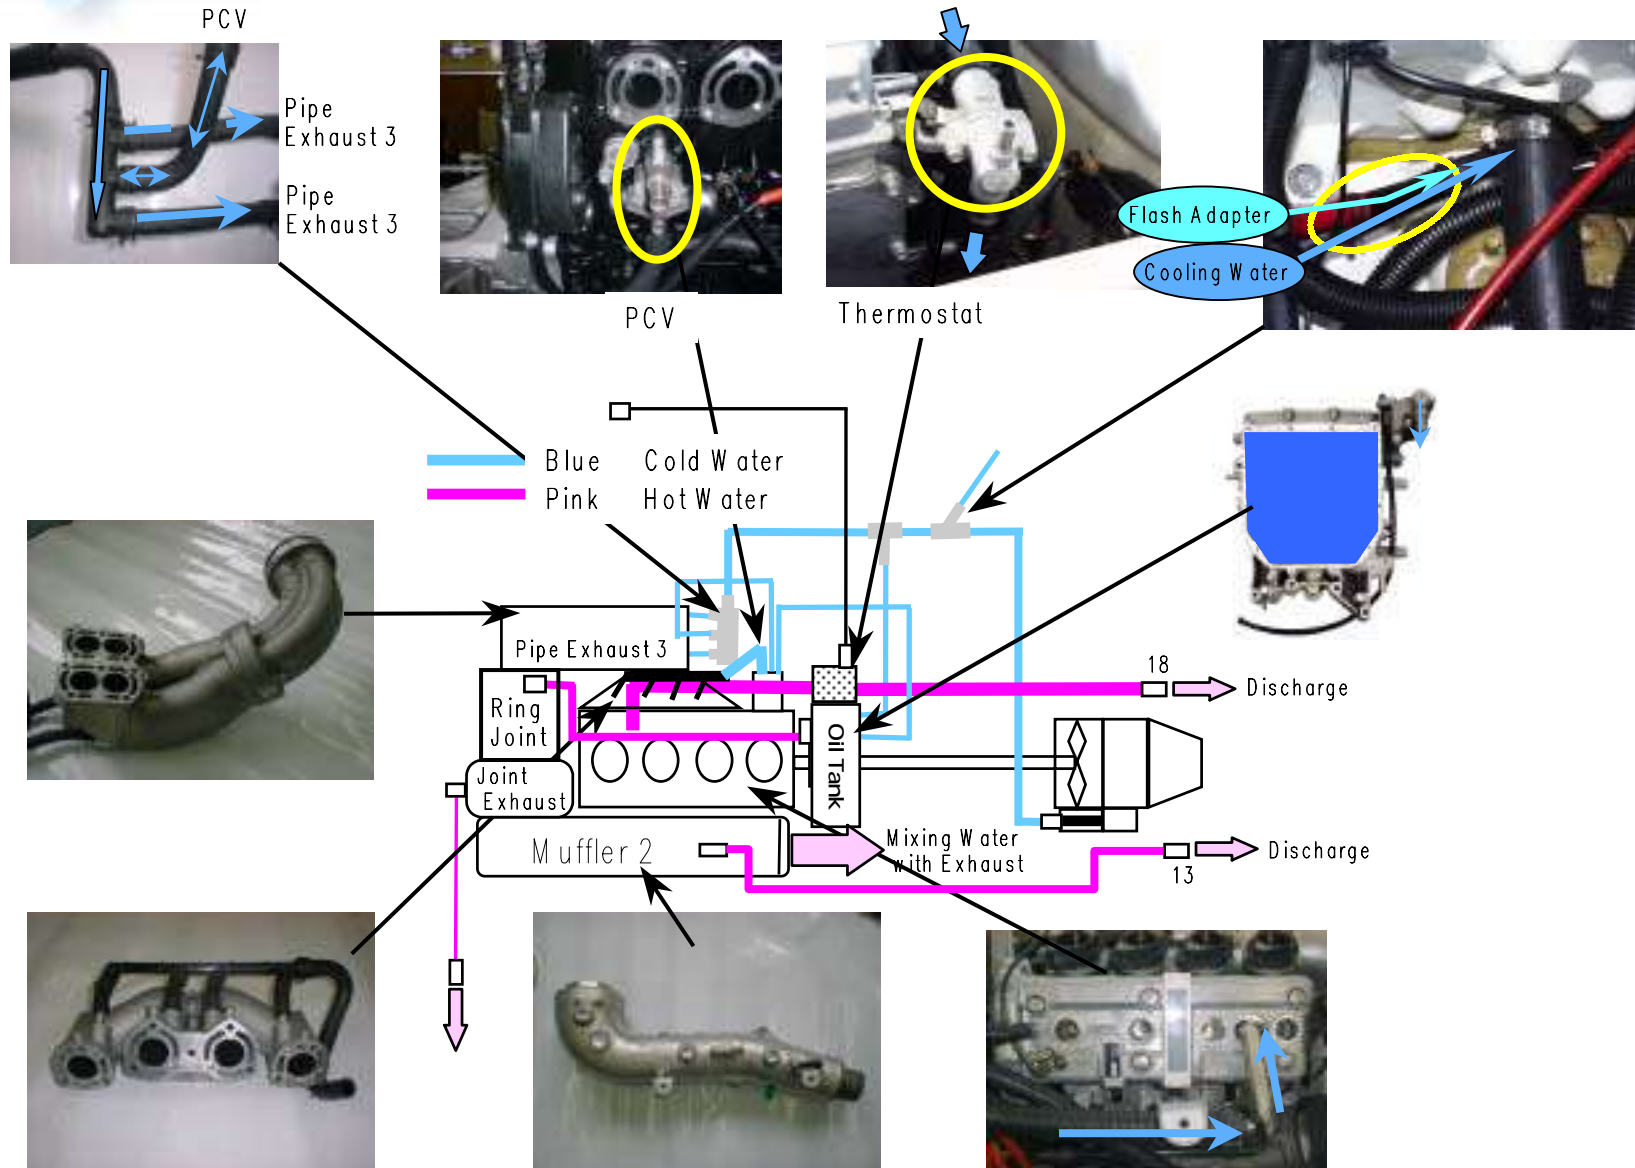 PCV
Pipe
Exhaust 3
Pipe
Exhaust 3
PCV
Thermostat
Flash Adapter
Cooling Water
Blue Cold Water
Pink Hot Water
Pipe Exhaust 3
Ring
Joint
Joint
Exhaust
Oil Tank
18
Discharge
Muffler 2
Mixing Water
with Exhaust
Discharge
13